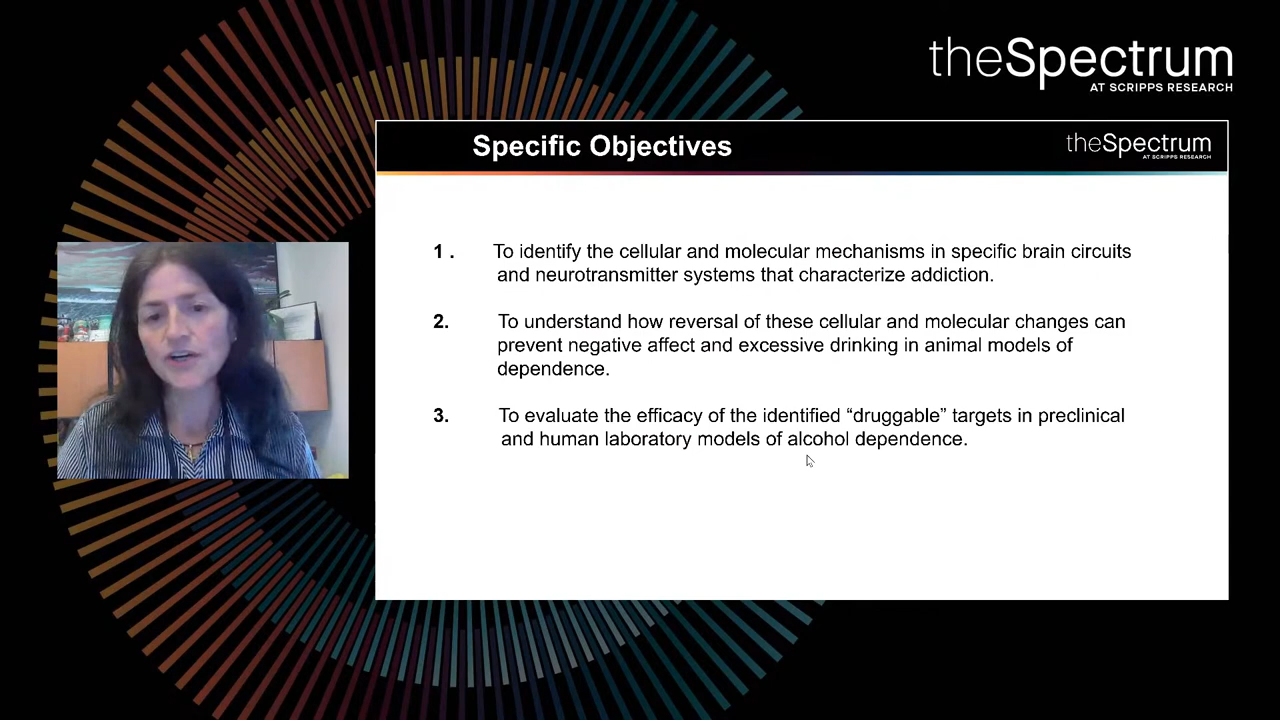 theSpectrum
AT SCRIPPS RESEARCH
Specific Objectives
theSpectrum
AT SCRIPPS RESEARCH
1 . To identify the cellular and molecular mechanisms in specific brain circuits
and neurotransmitter systems that characterize addiction.
2. To understand how reversal of these cellular and molecular changes can
prevent negative affect and excessive drinking in animal models of
dependence.
3. To evaluate the efficacy of the identified “druggable” targets in preclinical
and human laboratory models of alcohol dependence.